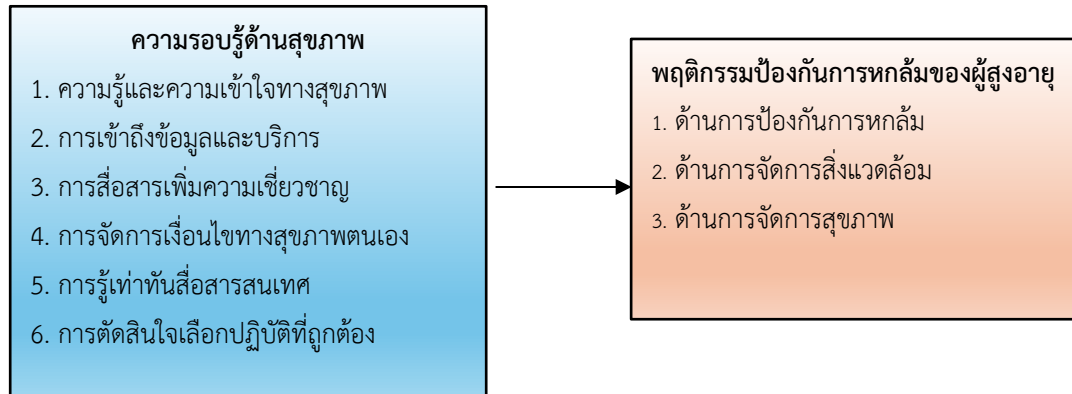 ความรอบรู้ด้านสุขภาพ
1. ความรู้และความเข้าใจทางสุขภาพ
2. การเข้าถึงข้อมูลและบริการ
3. การสื่อสารเพิ่มความเชี่ยวชาญ
4. การจัดการเงื่อนไขทางสุขภาพตนเอง
5. การรู้เท่าทันสื่อสารสนเทศ
6. การตัดสินใจเลือกปฏิบัติที่ถูกต้อง
พฤติกรรมป้องกันการหกล้มของผู้สูงอายุ
1. ด้านการป้องกันการหกล้ม
2. ด้านการจัดการสิ่งแวดล้อม
3. ด้านการจัดการสุขภาพ